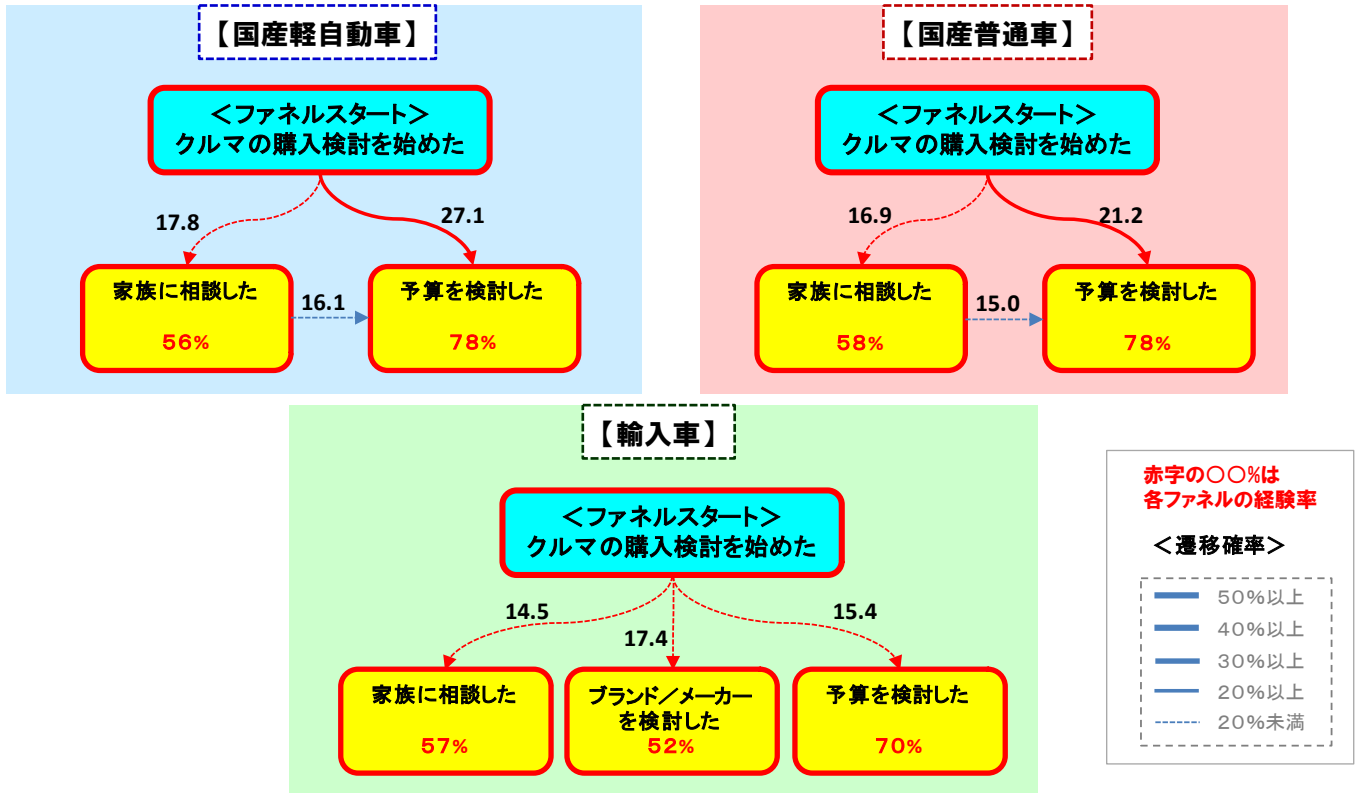 【国産軽自動車】
＜ファネルスタート＞
クルマの購入検討を始めた
17.8
27.1
家族に相談した
56%
16.1
予算を検討した
78%
【国産普通車】
＜ファネルスタート＞
クルマの購入検討を始めた
16.9
21.2
家族に相談した
58%
15.0
予算を検討した
78%
【輸入車】
＜ファネルスタート＞
クルマの購入検討を始めた
14.5
17.4
15.4
家族に相談した
57%
ブランド／メーカー
を検討した
52%
予算を検討した
70%
赤字の〇〇%は
各ファネルの経験率
＜遷移確率＞
50%以上
40%以上
30%以上
20%以上
20%未満